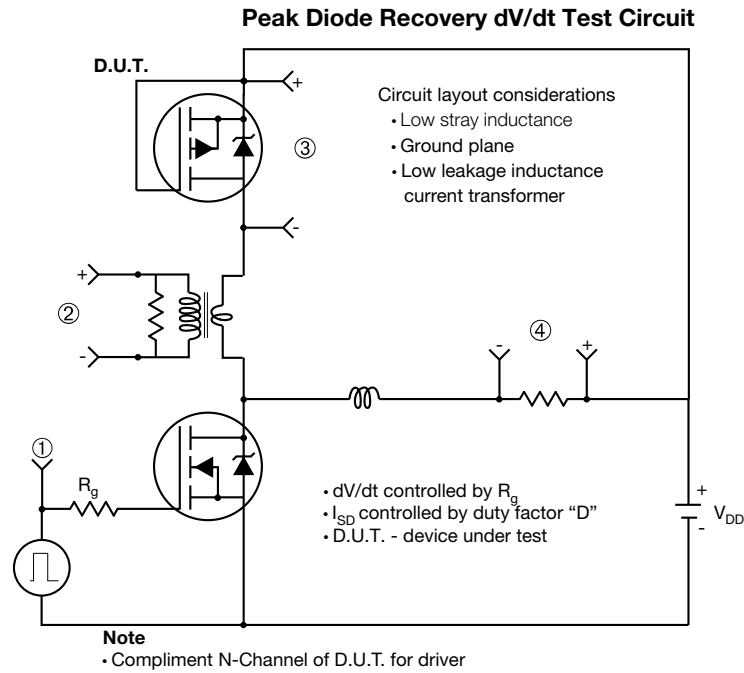 Peak Diode Recovery dV/dt Test Circuit
D.U.T.
+
Circuit layout considerations
• Low stray inductance
③
• Ground plane
• Low leakage inductance
current transformer
-
+
②
④
-
- +
①
Rg
• dV/dt controlled by Rg
• ISD controlled by duty factor “D”
• D.U.T. - device under test
+
VDD
-
Note
• Compliment N-Channel of D.U.T. for driver